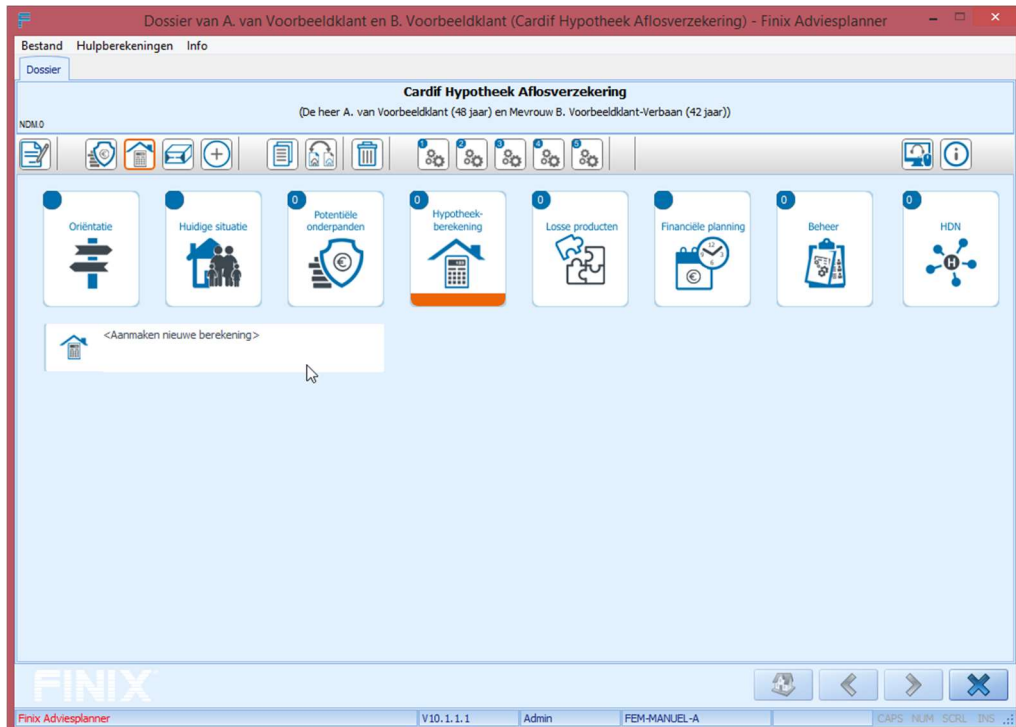 Dossier van A. van Voorbeeldklant en B. Voorbeeldklant (Cardif Hypotheek Aflosverzekering) - Finix Adviesplanner
Bestand Hulpberekeningen Info
Dossier
Cardif Hypotheek Aflosverzekering
(De heer A. van Voorbeeldklant (48 jaar) en Mevrouw B. Voorbeeldklant-Verbaan (42 jaar))
NDM.0
1 2 3 4 5
Oriëntatie
Huidige situatie
0
Potentiële
onderpanden
0
Hypotheek-
berekening
0
Losse producten
Financiële planning
0
Beheer
0
HDN
H
<Aanmaken nieuwe berekening>
FINIX
Finix Adviesplanner V10.1.1.1 Admin FEM-MANUEL-A CAPS NUM SCRL INS